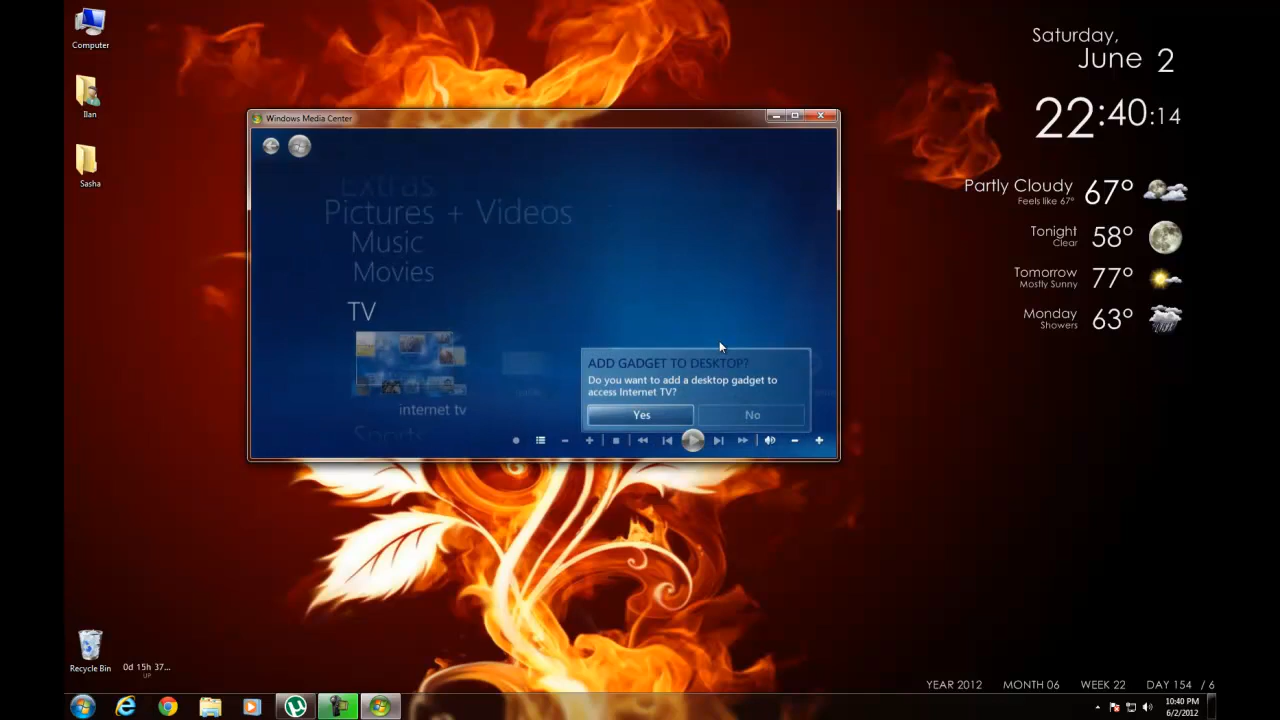 Computer
Ilan
Sasha
Windows Media Center
Extras
Pictures + Videos
Music
Movies
TV
internet tv
Sports
ADD GADGET TO DESKTOP?
Do you want to add a desktop gadget to
access Internet TV?
Yes
No
Saturday,
June 2
22:40:14
Partly Cloudy
Feels like 67°
67°
Tonight
Clear
58°
Tomorrow
Mostly Sunny
77°
Monday
Showers
63°
Recycle Bin
0d 15h 37...
UP
YEAR 2012
MONTH 06
WEEK 22
DAY 154 / 6
10:40 PM
6/2/2012